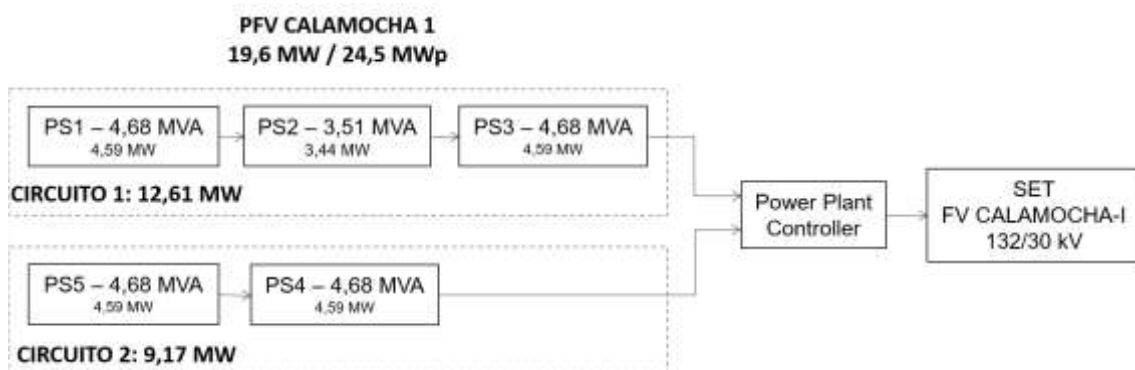 PFV CALAMOCHA 1
19,6 MW / 24,5 MWp
PS1 – 4,68 MVA
4,59 MW
PS2 – 3,51 MVA
3,44 MW
PS3 – 4,68 MVA
4,59 MW
CIRCUITO 1: 12,61 MW
Power Plant
Controller
SET
FV CALAMOCHA-I
132/30 kV
PS5 – 4,68 MVA
4,59 MW
PS4 – 4,68 MVA
4,59 MW
CIRCUITO 2: 9,17 MW